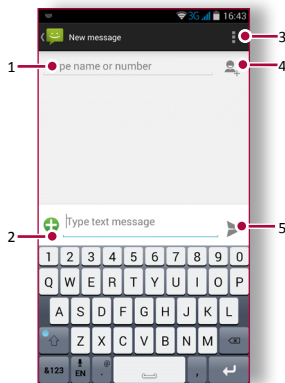 3G 16:43
New message
3
1
pe name or number
4
Type text message
2
5
1 2 3 4 5 6 7 8 9 0
Q W E R T Y U I O P
A S D F G H J K L
Z X C V B N M
&123 EN . @ ,